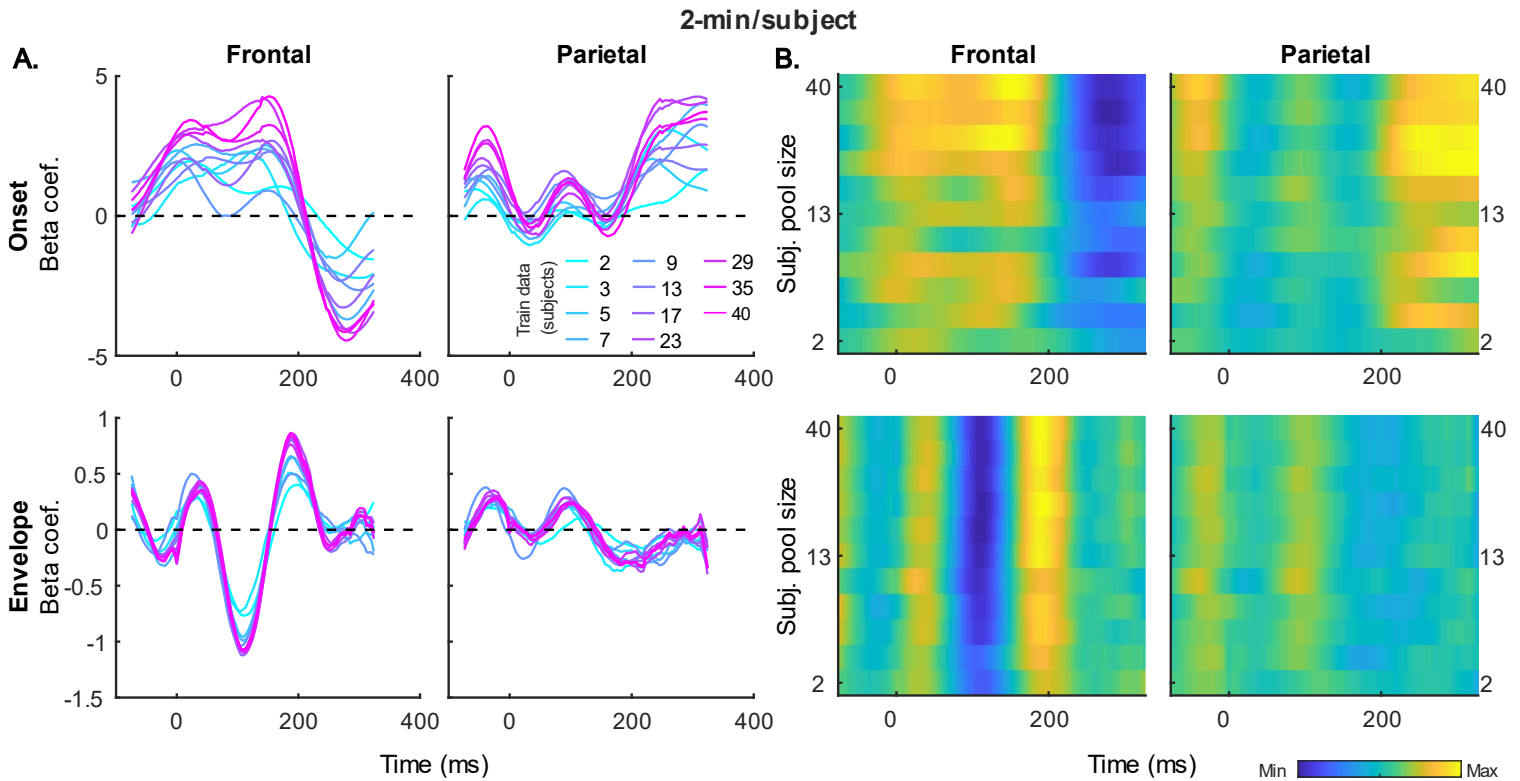 2-min/subject
A.
Frontal
Parietal
B.
Frontal
Parietal
Onset
Beta coef.
5
0
-5
0
200
400
0
200
400
Train data
(subjects)
2
3
5
7
9
13
17
23
29
35
40
Subj. pool size
40
13
2
0
200
0
200
40
13
2
Envelope
Beta coef.
1
0.5
0
-0.5
-1
-1.5
0
200
400
0
200
400
Time (ms)
Subj. pool size
40
13
2
0
200
0
200
40
13
2
Time (ms)
Min
Max